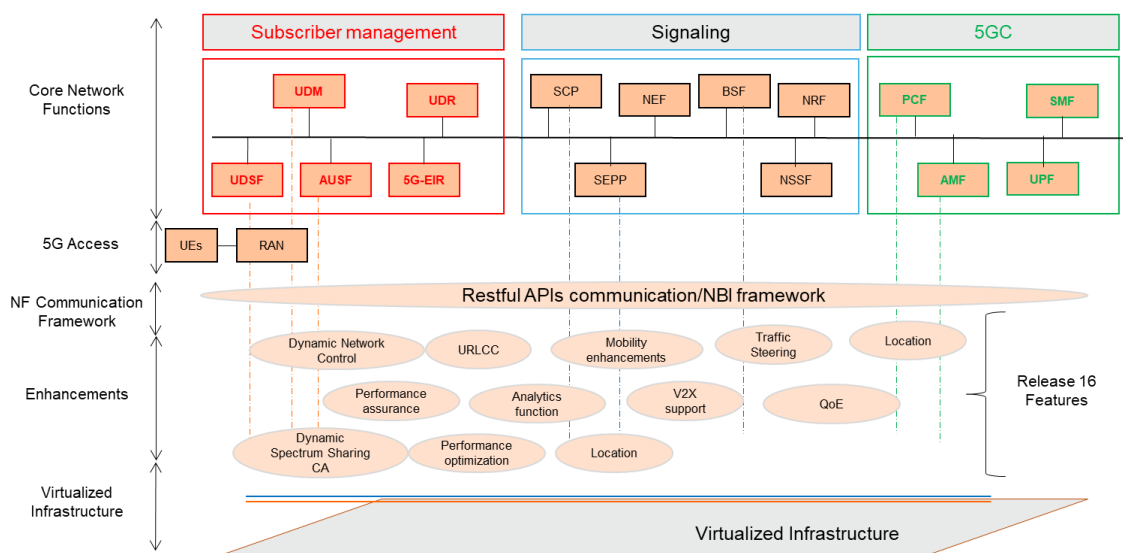 Subscriber management
Signaling
5GC
Core Network
Functions
UDM
UDR
SCP
NEF
BSF
NRF
PCF
SMF
UDSF
AUSF
5G-EIR
SEPP
NSSF
AMF
UPF
5G Access
UEs
RAN
NF Communication
Framework
Restful APIs communication/NBI framework
Enhancements
Dynamic Network
Control
URLCC
Mobility
enhancements
Traffic
Steering
Location
Performance
assurance
Analytics
function
V2X
support
QoE
Release 16
Features
Dynamic
Spectrum Sharing
CA
Performance
optimization
Location
Virtualized
Infrastructure
Virtualized Infrastructure